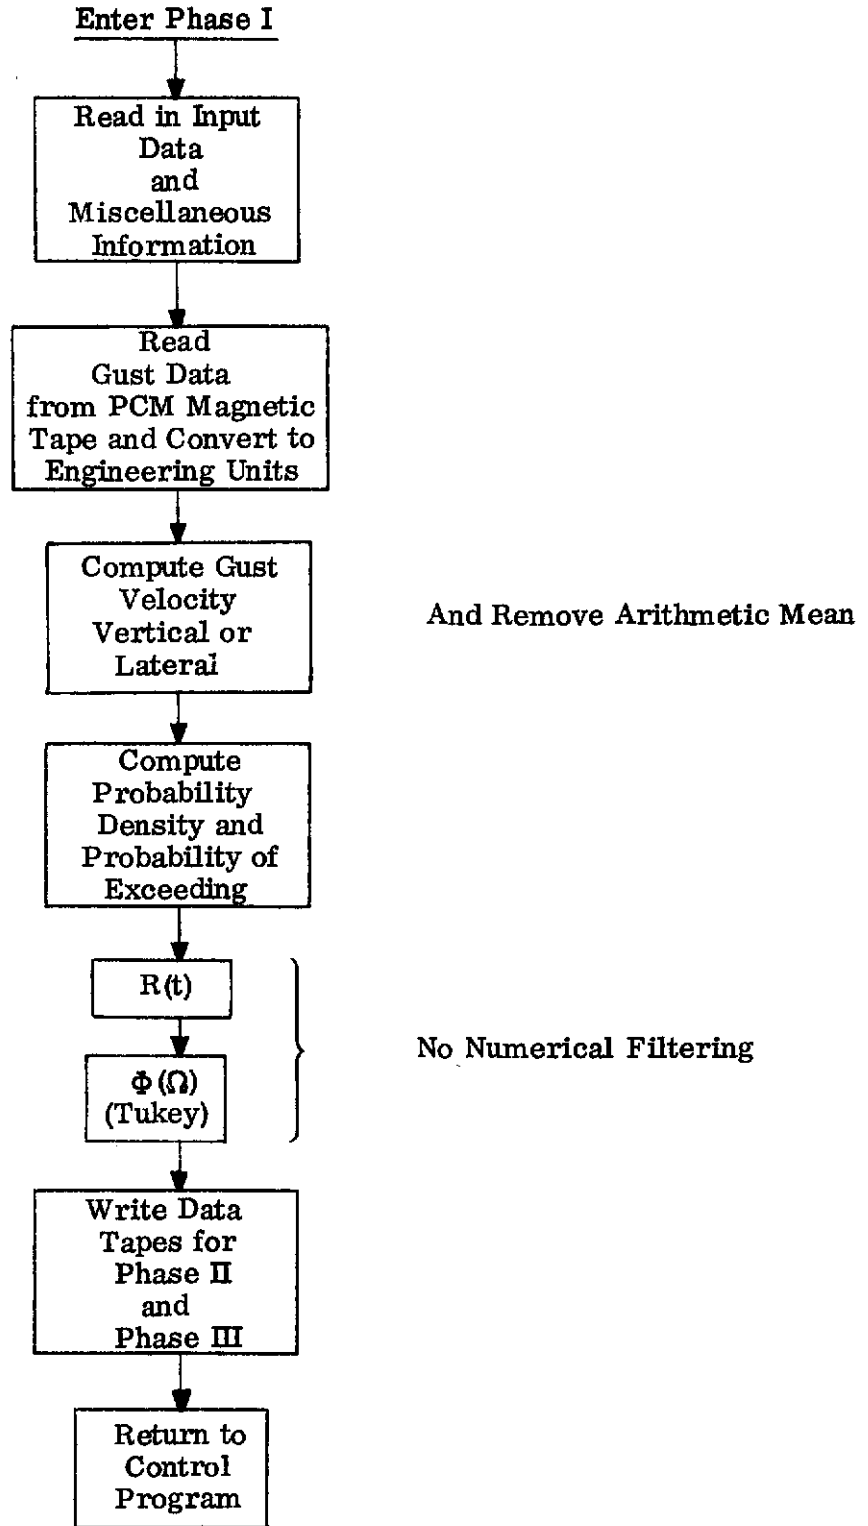 Enter Phase I
Read in Input
Data
and
Miscellaneous
Information
Read
Gust Data
from PCM Magnetic
Tape and Convert to
Engineering Units
Compute Gust
Velocity
Vertical or
Lateral
And Remove Arithmetic Mean
Compute
Probability
Density and
Probability of
Exceeding
R(t)
Φ(Ω)
(Tukey)
No Numerical Filtering
Write Data
Tapes for
Phase II
and
Phase III
Return to
Control
Program